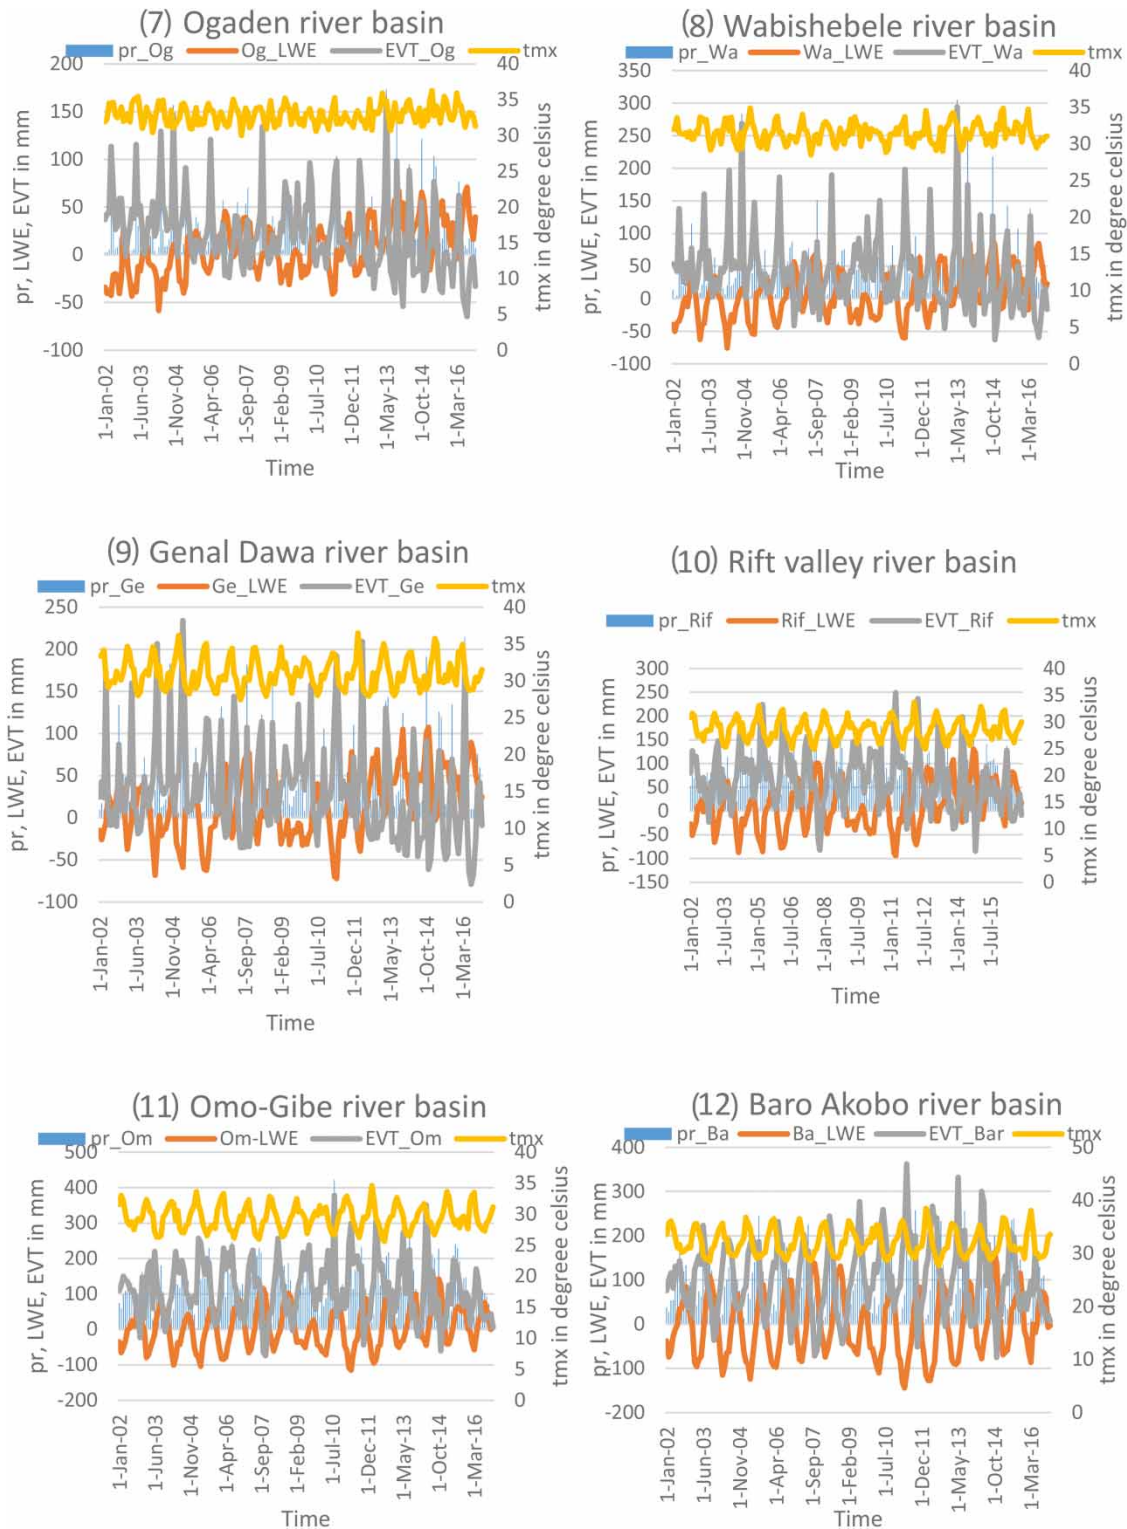 (7) Ogaden river basin
pr_Og Og_LWE EVT_Og tmx
pr, LWE, EVT in mm
200
150
100
50
0
-50
-100
40
35
30
25
20
15
10
5
0
tmx in degree celsius
1-Jan-02 1-Jun-03 1-Nov-04 1-Apr-06 1-Sep-07 1-Feb-09 1-Jul-10 1-Dec-11 1-May-13 1-Oct-14 1-Mar-16
Time
(8) Wabishebele river basin
pr_Wa Wa_LWE EVT_Wa tmx
pr, LWE, EVT in mm
350
300
250
200
150
100
50
0
-50
-100
40
35
30
25
20
15
10
5
0
tmx in degree celsius
1-Jan-02 1-Jun-03 1-Nov-04 1-Apr-06 1-Sep-07 1-Feb-09 1-Jul-10 1-Dec-11 1-May-13 1-Oct-14 1-Mar-16
Time
(9) Genal Dawa river basin
pr_Ge Ge_LWE EVT_Ge tmx
pr, LWE, EVT in mm
250
200
150
100
50
0
-50
-100
40
35
30
25
20
15
10
5
0
tmx in degree celsius
1-Jan-02 1-Jun-03 1-Nov-04 1-Apr-06 1-Sep-07 1-Feb-09 1-Jul-10 1-Dec-11 1-May-13 1-Oct-14 1-Mar-16
Time
(10) Rift valley river basin
pr_Rif Rif_LWE EVT_Rif tmx
pr, LWE, EVT in mm
300
250
200
150
100
50
0
-50
-100
-150
40
35
30
25
20
15
10
5
0
tmx in degree celsius
1-Jan-02 1-Jul-03 1-Jan-05 1-Jul-06 1-Jan-08 1-Jul-09 1-Jan-11 1-Jul-12 1-Jan-14 1-Jul-15
Time
(11) Omo-Gibe river basin
pr_Om Om-LWE EVT_Om tmx
pr, LWE, EVT in mm
500
400
300
200
100
0
-100
-200
40
35
30
25
20
15
10
5
0
tmx in degreee celsius
1-Jan-02 1-Jun-03 1-Nov-04 1-Apr-06 1-Sep-07 1-Feb-09 1-Jul-10 1-Dec-11 1-May-13 1-Oct-14 1-Mar-16
Time
(12) Baro Akobo river basin
pr_Ba Ba_LWE EVT_Bar tmx
pr, LWE, EVT in mm
400
300
200
100
0
-100
-200
50
40
30
20
10
0
tmx in degree celsius
1-Jan-02 1-Jun-03 1-Nov-04 1-Apr-06 1-Sep-07 1-Feb-09 1-Jul-10 1-Dec-11 1-May-13 1-Oct-14 1-Mar-16
Time